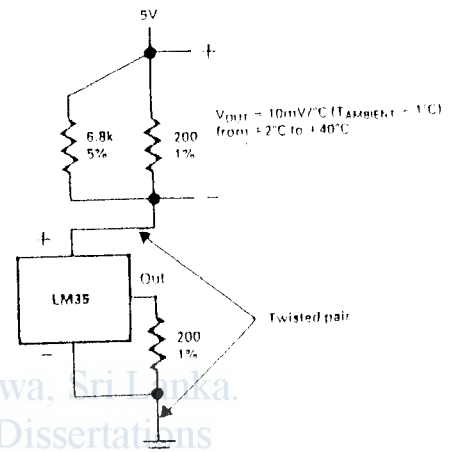 5V
+
6.8k
5%
200
1%
VOUT = 10mV/°C (TAMBIENT + 1°C)
from +2°C to +40°C
−
+
Out
LM35
Twisted pair
200
1%
−
wa, Sri Lanka.
Dissertations